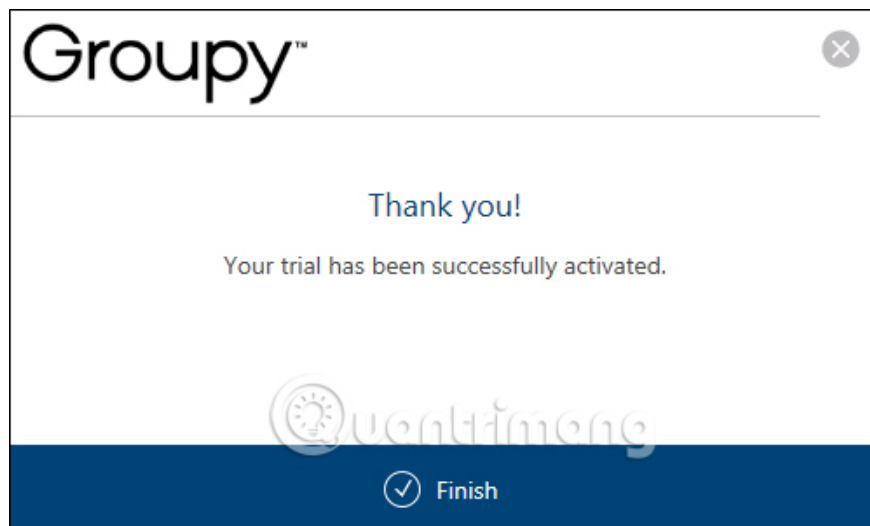 Groupy™
Thank you!
Your trial has been successfully activated.
Quantrimang
Finish